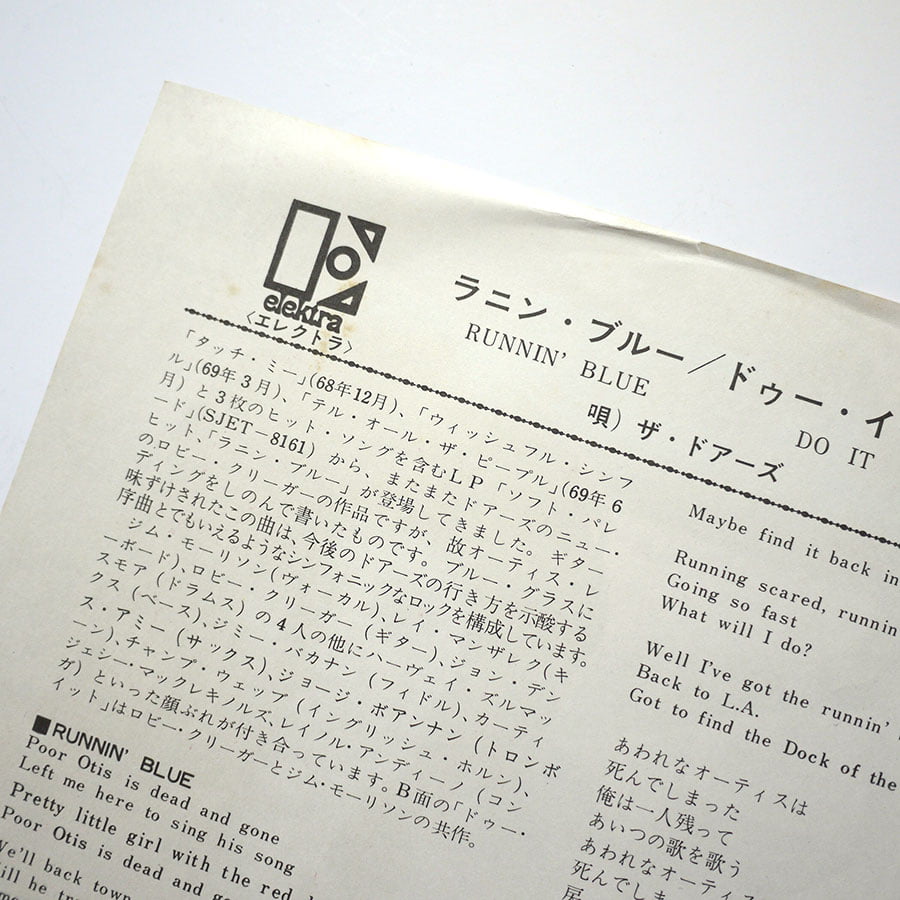 elektra
〈エレクトラ〉
ラニン・ブルー／ドゥー・イ
RUNNIN' BLUE
DO IT
唄）ザ・ドアーズ
「タッチ・ミー」(68年12月)、「ウィッシュフル・シンフ
ル」(69年3月)、「テル・オール・ザ・ピープル」(69年6
月) と3枚のヒット・ソングを含むLP「ソフト・パレ
ード」(SJET－8161) から、またまたドアーズのニュー・
ヒット、「ラニン・ブルー」が登場してきました。ギター
のロビー・クリーガーの作品ですが、故オーティス・レ
ディングをしのんで書いたものです。ブルー・グラスに
味ずけされたこの曲は、今後のドアーズの行き方を示酸する
序曲とでもいえるようなシンフォニックなロックを構成しています。
ジム・モーリソン(ヴォーカル)、レイ・マンザレク(キ
ーボード)、ロビー・クリーガー (ギター)、ジョン・デン
スモア (ドラムス) の4人の他にハーヴェイ・ズルマッ
クス (ベース)、ジミー・バカナン (フィドル)、カーティ
ス・アミー (サックス)、ジョージ・ボアンナン (トロンボ
ーン)、チャンプ・ウェッブ (イングリッシュ・ホルン)、
ジェシー・マックレキノルズ、レイノル・アンディーノ (コン
ガ) といった顔ぶれが付き合っています。B面の「ドゥー・
イット」はロビー・クリーガーとジム・モーリソンの共作。
■RUNNIN' BLUE
Poor Otis is dead and gone
Left me here to sing his song
Pretty little girl with the red
Poor Otis is dead and
We'll back town
Maybe find it back in
Running scared, runnin
Going so fast
What will I do?
Well I've got the runnin'
Back to L.A.
Got to find the Dock of the
あわれなオーティスは
死んでしまった
俺は一人残って
あいつの歌を歌う
あわれなオーティス
死んでしま
房